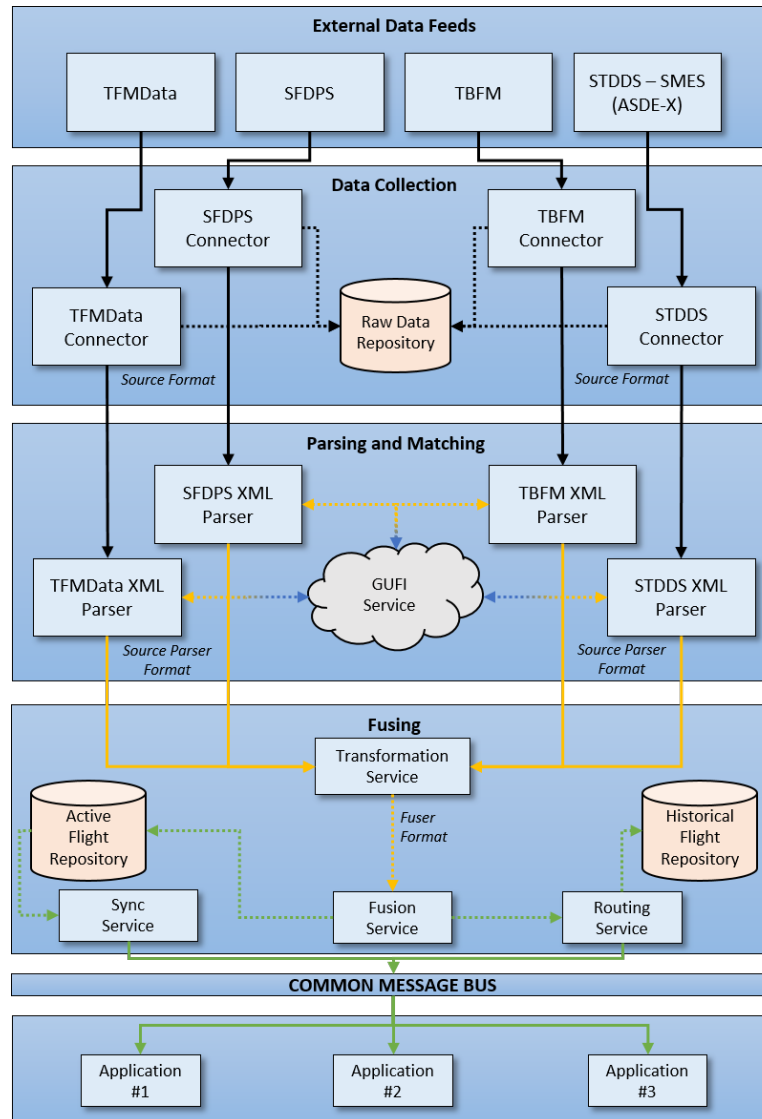 External Data Feeds
TFMData
SFDPS
TBFM
STDDS – SMES
(ASDE-X)
Data Collection
SFDPS
Connector
TBFM
Connector
TFMData
Connector
Raw Data
Repository
STDDS
Connector
Source Format
Source Format
Parsing and Matching
SFDPS XML
Parser
TBFM XML
Parser
TFMData XML
Parser
GUFI
Service
STDDS XML
Parser
Source Parser
Format
Source Parser
Format
Fusing
Transformation
Service
Active
Flight
Repository
Fuser
Format
Historical
Flight
Repository
Sync
Service
Fusion
Service
Routing
Service
COMMON MESSAGE BUS
Application
#1
Application
#2
Application
#3